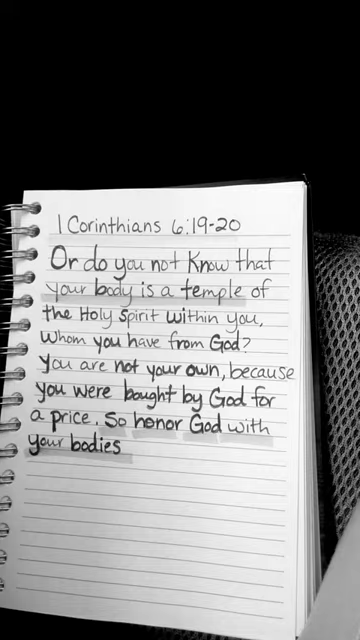 1 Corinthians 6:19-20
Or do you not know that
your body is a temple of
the Holy Spirit within you,
whom you have from God?
You are not your own, because
you were bought by God for
a price. So honor God with
your bodies